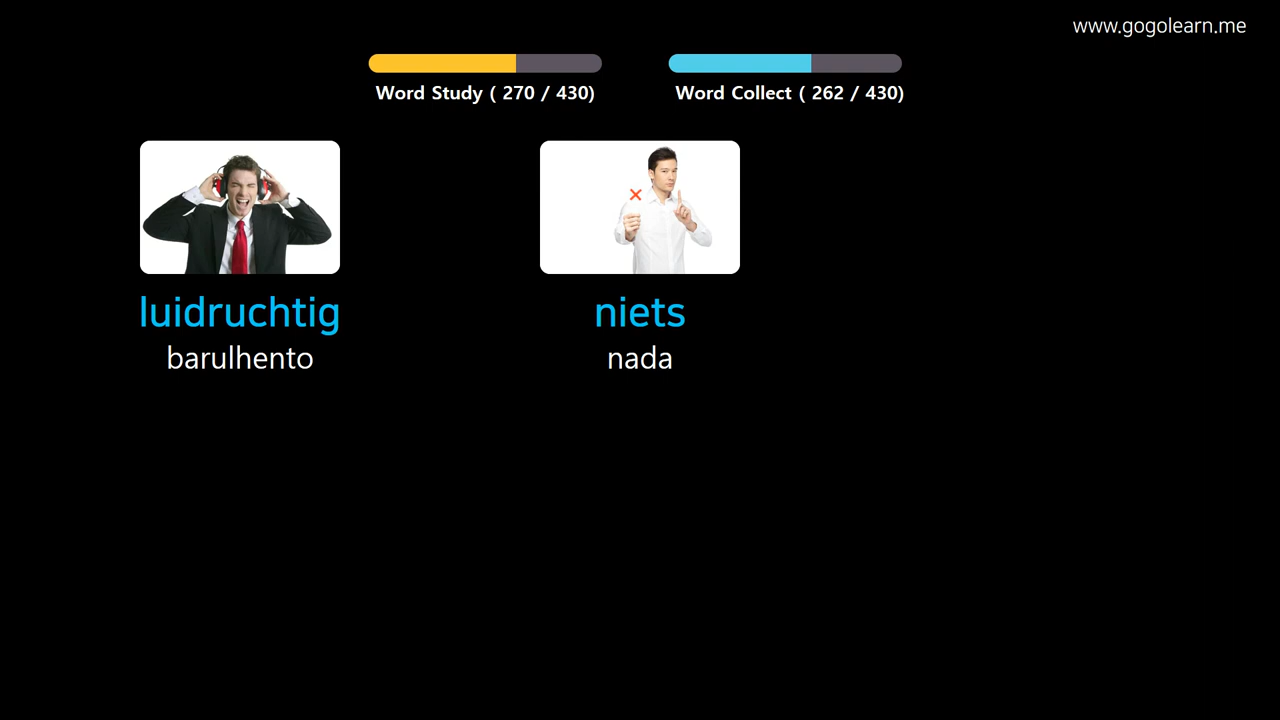 www.gogolearn.me
Word Study ( 270 / 430)
Word Collect ( 262 / 430)
luidruchtig
niets
barulhento
nada